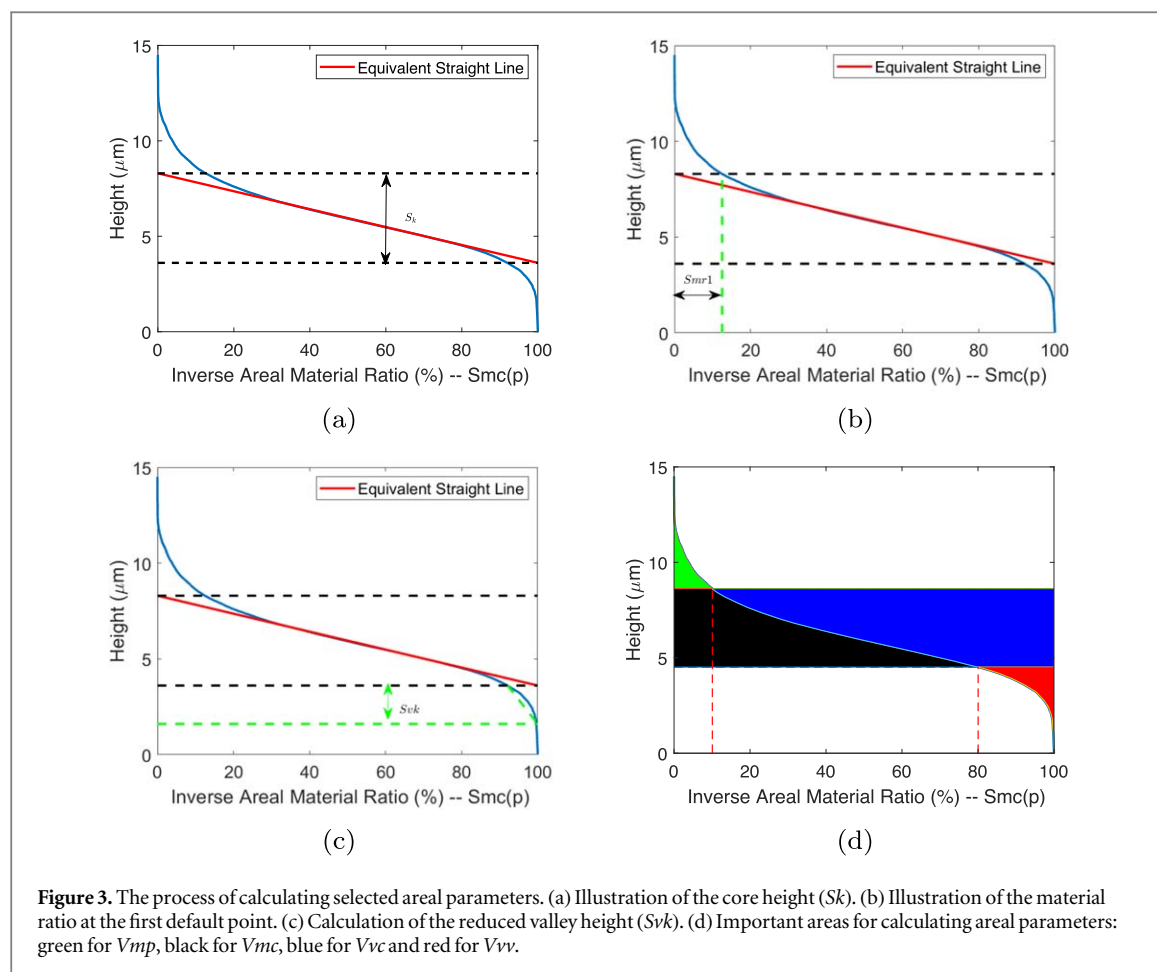 15
Equivalent Straight Line
10
Height (μm)
Sk
5
0
0 20 40 60 80 100
Inverse Areal Material Ratio (%) -- Smc(p)
(a)
15
Equivalent Straight Line
10
Height (μm)
5
Smr1
0
0 20 40 60 80 100
Inverse Areal Material Ratio (%) -- Smc(p)
(b)
15
Equivalent Straight Line
10
Height (μm)
5
Svk
0
0 20 40 60 80 100
Inverse Areal Material Ratio (%) -- Smc(p)
(c)
15
10
Height (μm)
5
0
0 20 40 60 80 100
Inverse Areal Material Ratio (%) -- Smc(p)
(d)
Figure 3. The process of calculating selected areal parameters. (a) Illustration of the core height (Sk). (b) Illustration of the material
ratio at the first default point. (c) Calculation of the reduced valley height (Svk). (d) Important areas for calculating areal parameters:
green for Vmp, black for Vmc, blue for Vvc and red for Vvv.